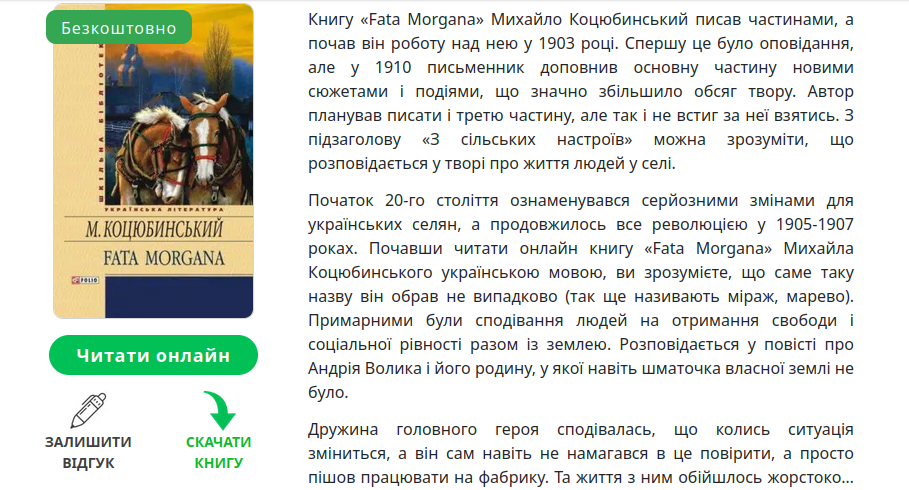 Безкоштовно
ШКІЛЬНА БІБЛІОТЕК
УКРАЇНСЬКА ЛІТЕРАТУРА
М. КОЦЮБИНСЬКИЙ
FATA MORGANA
FOLIO
Читати онлайн
ЗАЛИШИТИ
ВІДГУК
СКАЧАТИ
КНИГУ
Книгу «Fata Morgana» Михайло Коцюбинський писав частинами, а
почав він роботу над нею у 1903 році. Спершу це було оповідання,
але у 1910 письменник доповнив основну частину новими
сюжетами і подіями, що значно збільшило обсяг твору. Автор
планував писати і третю частину, але так і не встиг за неї взятись. З
підзаголову «З сільських настроїв» можна зрозуміти, що
розповідається у творі про життя людей у селі.
Початок 20-го століття ознаменувався серйозними змінами для
українських селян, а продовжилось все революцією у 1905-1907
роках. Почавши читати онлайн книгу «Fata Morgana» Михайла
Коцюбинського українською мовою, ви зрозумієте, що саме таку
назву він обрав не випадково (так ще називають міраж, марево).
Примарними були сподівання людей на отримання свободи і
соціальної рівності разом із землею. Розповідається у повісті про
Андрія Волика і його родину, у якої навіть шматочка власної землі не
було.
Дружина головного героя сподівалась, що колись ситуація
зміниться, а він сам навіть не намагався в це повірити, а просто
пішов працювати на фабрику. Та життя з ним обійшлось жорстоко...